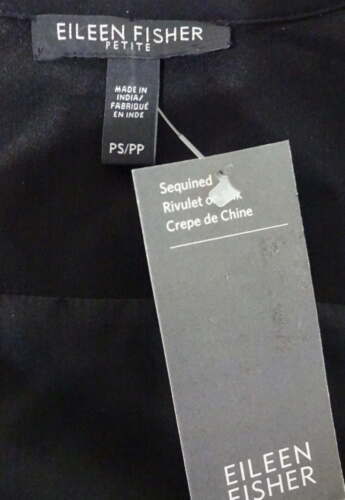 EILEEN FISHER
PETITE
MADE IN
INDIA/
FABRIQUÉ
EN INDE
PS/PP
Sequined
Rivulet
Crepe de Chine
EILEEN
FISHER